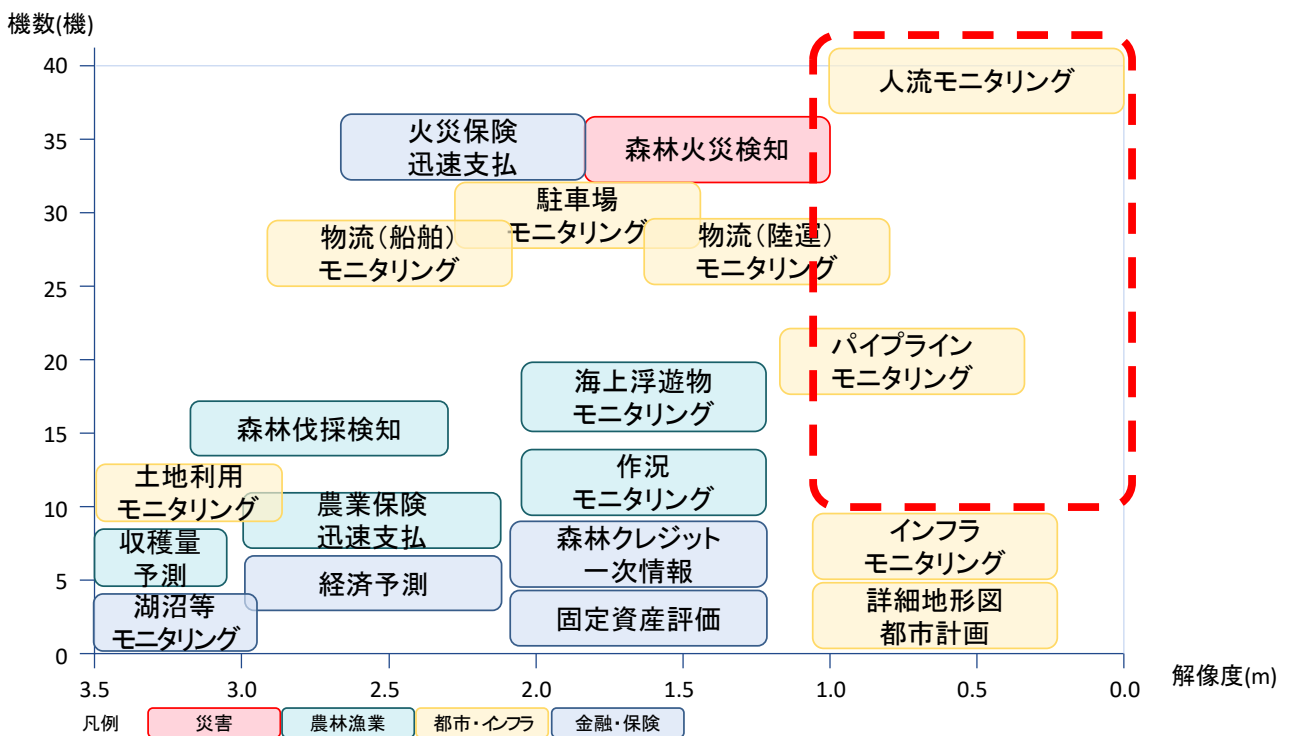 機数(機)
40
35
30
25
20
15
10
5
0
人流モニタリング
火災保険
迅速支払
森林火災検知
駐車場
モニタリング
物流(船舶)
モニタリング
物流(陸運)
モニタリング
パイプライン
モニタリング
海上浮遊物
モニタリング
森林伐採検知
作況
モニタリング
土地利用
モニタリング
農業保険
迅速支払
収穫量
予測
森林クレジット
一次情報
インフラ
モニタリング
経済予測
湖沼等
モニタリング
固定資産評価
詳細地形図
都市計画
3.5
3.0
2.5
2.0
1.5
1.0
0.5
0.0
解像度(m)
凡例
災害
農林漁業
都市・インフラ
金融・保険